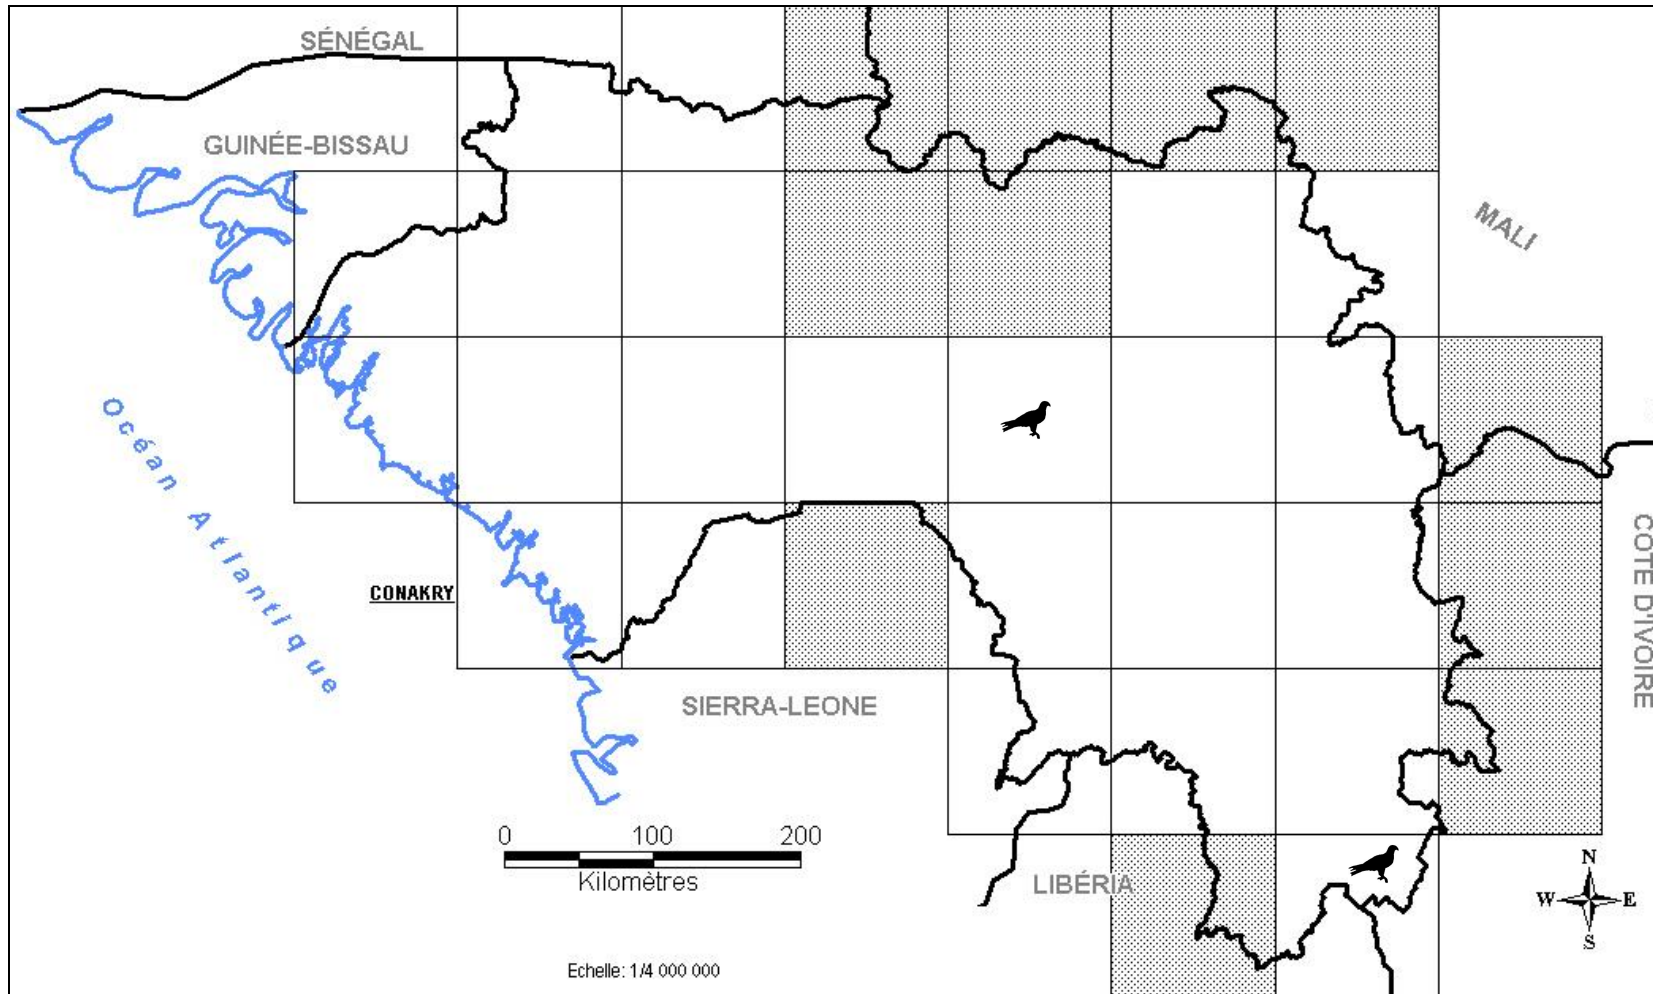 SÉNÉGAL
GUINÉE-BISSAU
MALI
Océan Atlantique
CONAKRY
COTE D'IVOIRE
SIERRA-LEONE
0 100 200
Kilomètres
LIBÉRIA
N
W E
S
Echelle: 1/4 000 000